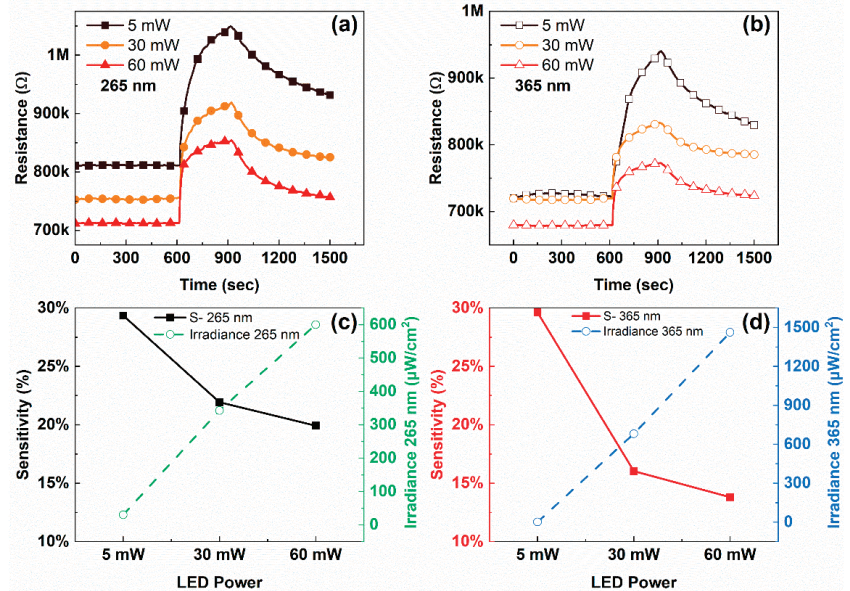 (a)
5 mW
30 mW
60 mW
265 nm
1M
900k
800k
700k
Resistance (Ω)
0 300 600 900 1200 1500
Time (sec)
(b)
5 mW
30 mW
60 mW
365 nm
1M
900k
800k
700k
Resistance (Ω)
0 300 600 900 1200 1500
Time (sec)
(c)
S- 265 nm
Irradiance 265 nm
30%
25%
20%
15%
10%
Sensitivity (%)
600
500
400
300
200
100
0
Irradiance 265 nm (µW/cm²)
5 mW 30 mW 60 mW
LED Power
(d)
S- 365 nm
Irradiance 365 nm
30%
25%
20%
15%
10%
Sensitivity (%)
1500
1200
900
600
300
0
Irradiance 365 nm (µW/cm²)
5 mW 30 mW 60 mW
LED Power